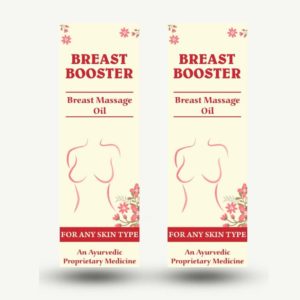 BREAST
BOOSTER
Breast Massage
Oil
FOR ANY SKIN TYPE
An Ayurvedic
Proprietary Medicine
BREAST
BOOSTER
Breast Massage
Oil
FOR ANY SKIN TYPE
An Ayurvedic
Proprietary Medicine